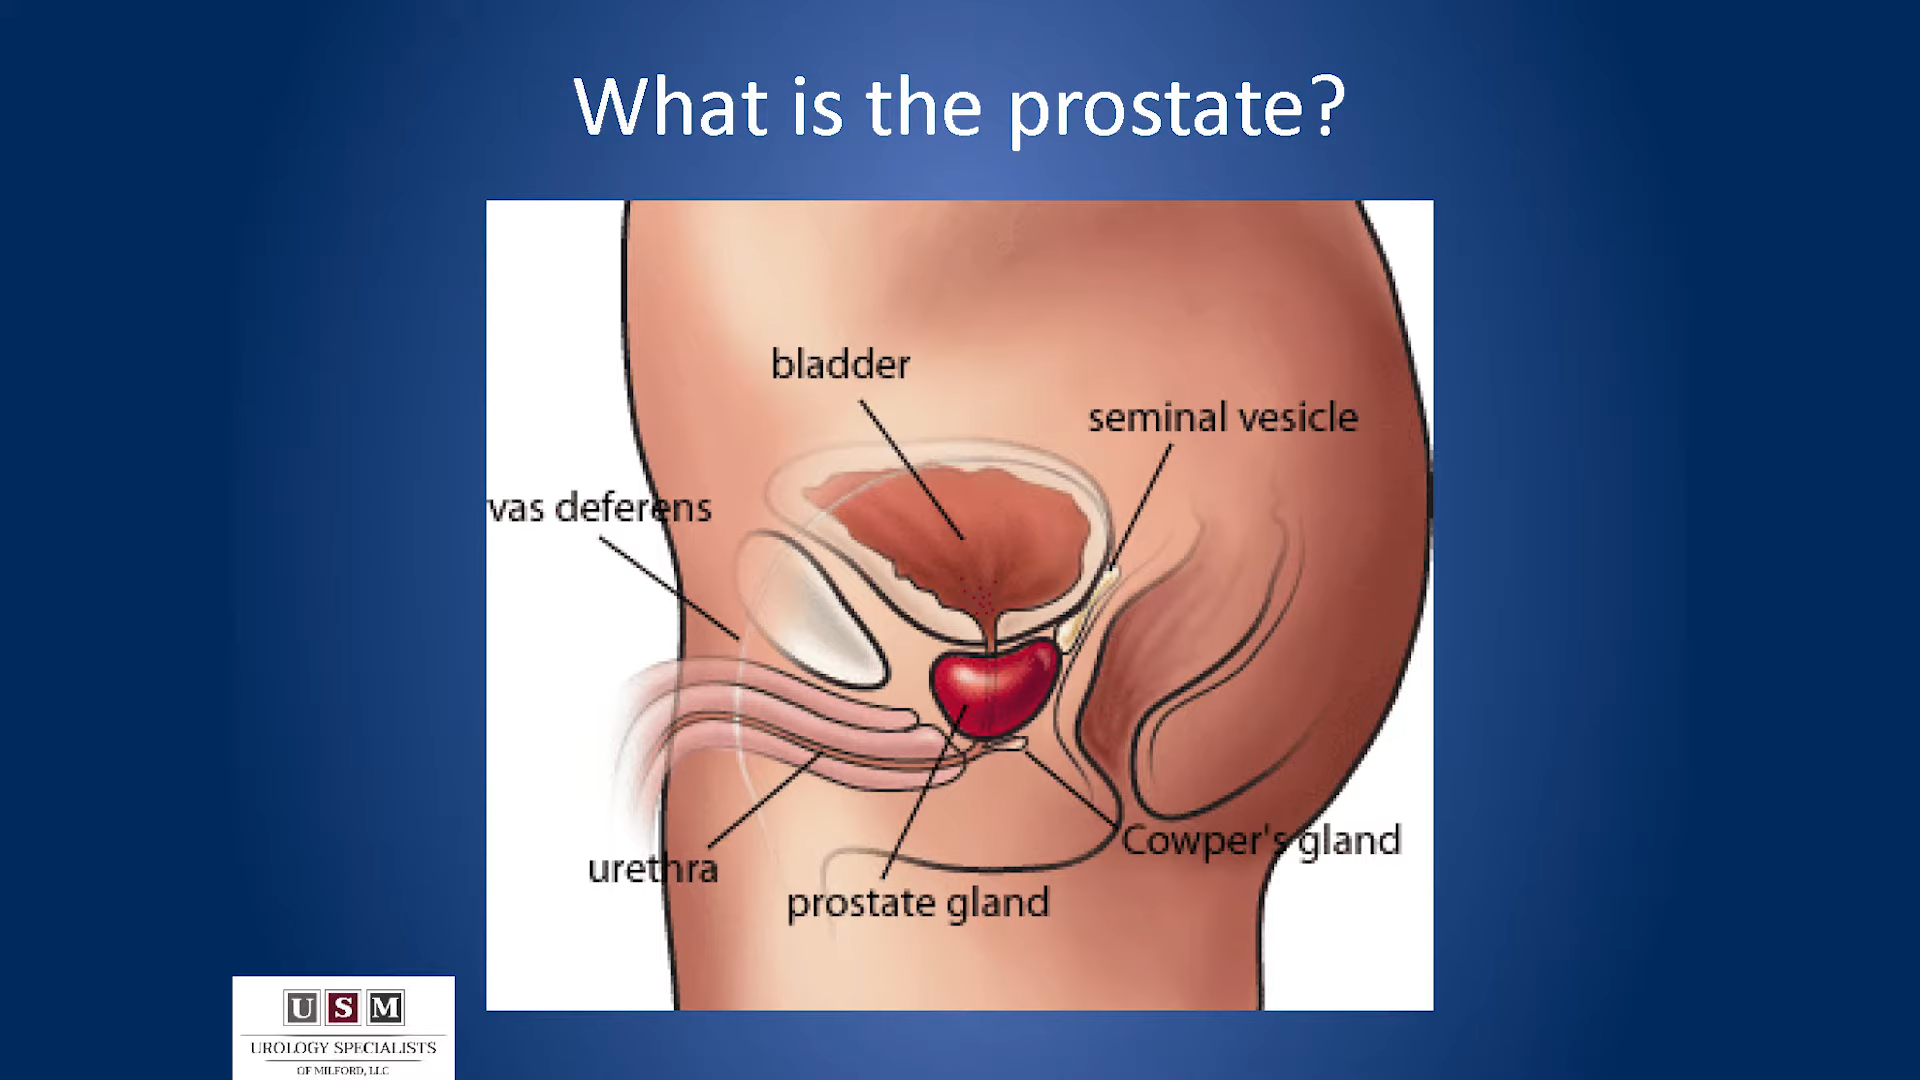 What is the prostate?
bladder
seminal vesicle
vas deferens
Cowper's gland
urethra
prostate gland
USM
UROLOGY SPECIALISTS
OF MILFORD, LLC